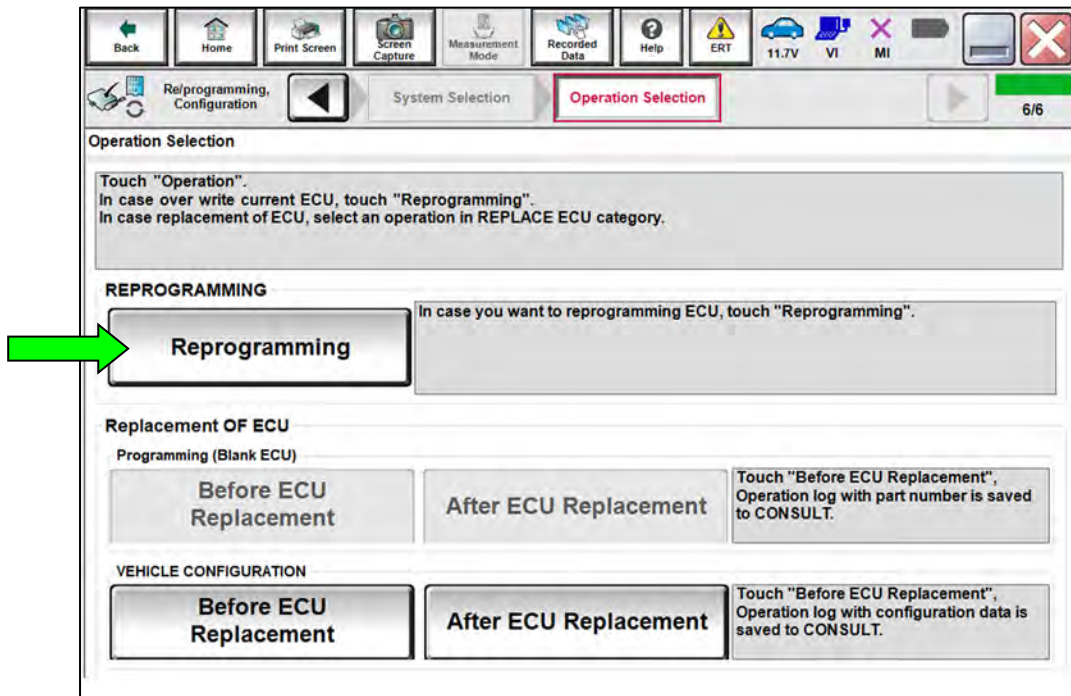 Back
Home
Print Screen
Screen
Capture
Measurement
Mode
Recorded
Data
Help
ERT
11.7V
VI
MI
Re/programming,
Configuration
System Selection
Operation Selection
6/6
Operation Selection
Touch "Operation".
In case over write current ECU, touch "Reprogramming".
In case replacement of ECU, select an operation in REPLACE ECU category.
REPROGRAMMING
Reprogramming
In case you want to reprogramming ECU, touch "Reprogramming".
Replacement OF ECU
Programming (Blank ECU)
Before ECU
Replacement
After ECU Replacement
Touch "Before ECU Replacement",
Operation log with part number is saved
to CONSULT.
VEHICLE CONFIGURATION
Before ECU
Replacement
After ECU Replacement
Touch "Before ECU Replacement",
Operation log with configuration data is
saved to CONSULT.